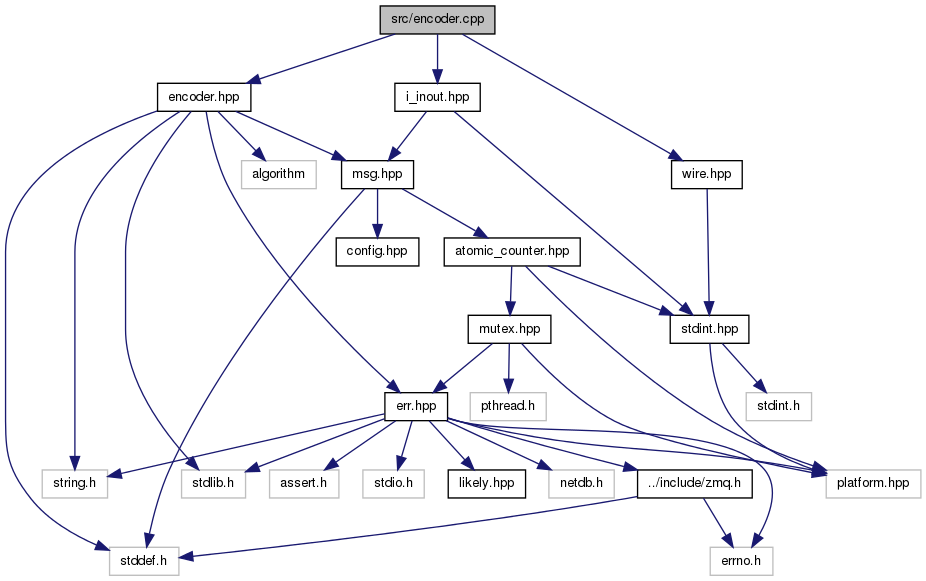 src/encoder.cpp
encoder.hpp
i_inout.hpp
algorithm
msg.hpp
wire.hpp
config.hpp
atomic_counter.hpp
mutex.hpp
stdint.hpp
err.hpp
pthread.h
stdint.h
string.h
stdlib.h
assert.h
stdio.h
likely.hpp
netdb.h
../include/zmq.h
platform.hpp
stddef.h
errno.h